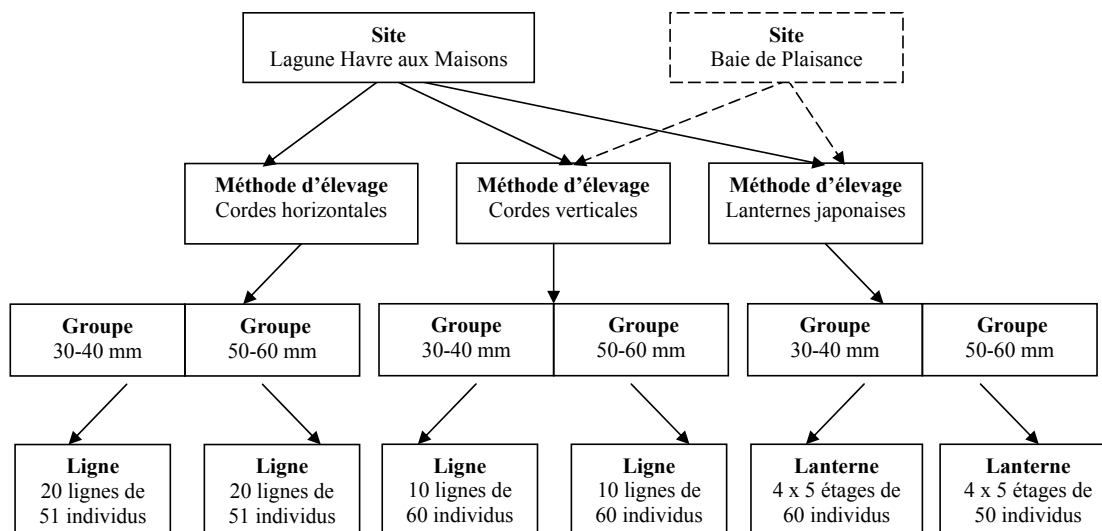 Site
Lagune Havre aux Maisons
Site
Baie de Plaisance
Méthode d’élevage
Cordes horizontales
Méthode d’élevage
Cordes verticales
Méthode d’élevage
Lanternes japonaises
Groupe
30-40 mm
Groupe
50-60 mm
Groupe
30-40 mm
Groupe
50-60 mm
Groupe
30-40 mm
Groupe
50-60 mm
Ligne
20 lignes de
51 individus
Ligne
20 lignes de
51 individus
Ligne
10 lignes de
60 individus
Ligne
10 lignes de
60 individus
Lanterne
4 x 5 étages de
60 individus
Lanterne
4 x 5 étages de
50 individus